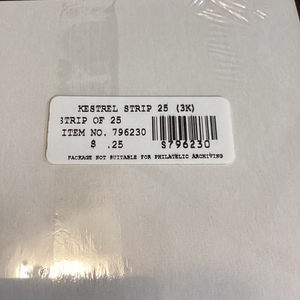 KESTREL STRIP 25 (3K)
STRIP OF 25
ITEM NO. 796230
$ .25
S796230
PACKAGE NOT SUITABLE FOR PHILATELIC ARCHIVING